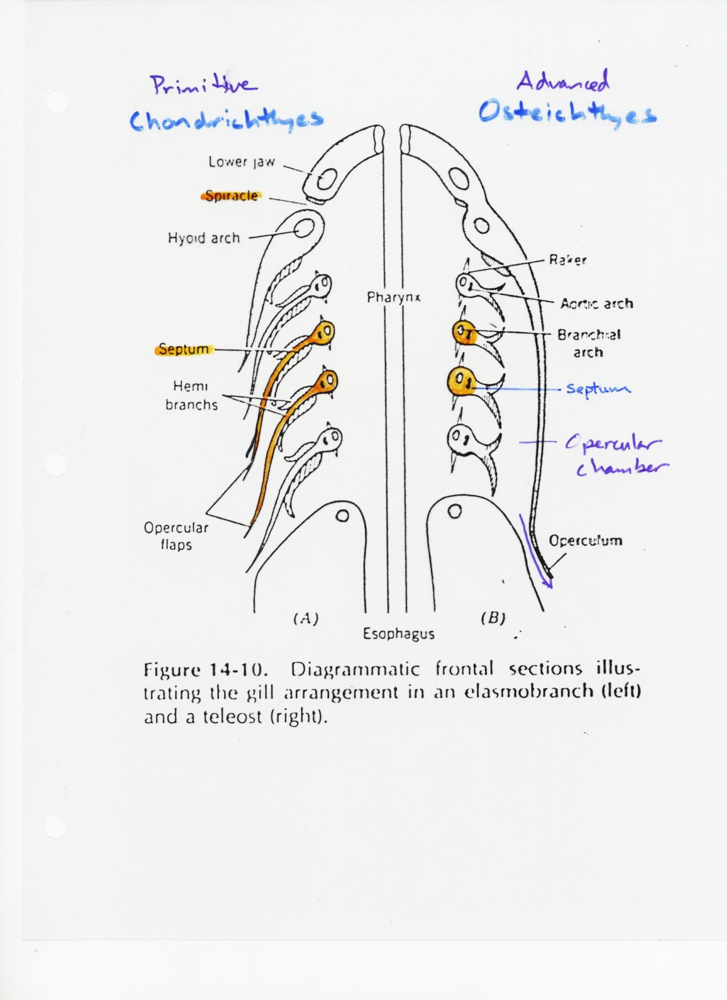 Primitive
Chondrichthyes
Advanced
Osteichthyes
Lower jaw
Spiracle
Hyoid arch
Septum
Hemi
branchs
Opercular
flaps
Pharynx
Raker
Aortic arch
Branchial
arch
septum
Opercular
chamber
Operculum
(A)
(B)
Esophagus
Figure 14-10. Diagrammatic frontal sections illus-
trating the gill arrangement in an elasmobranch (left)
and a teleost (right).